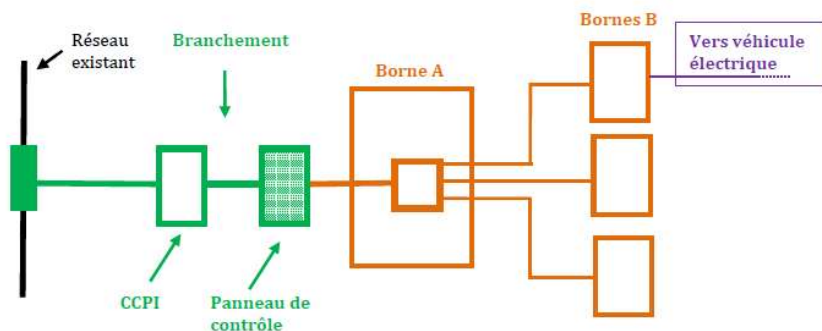 Réseau
existant
Branchement
Borne A
Bornes B
Vers véhicule
électrique
CCPI
Panneau de
contrôle